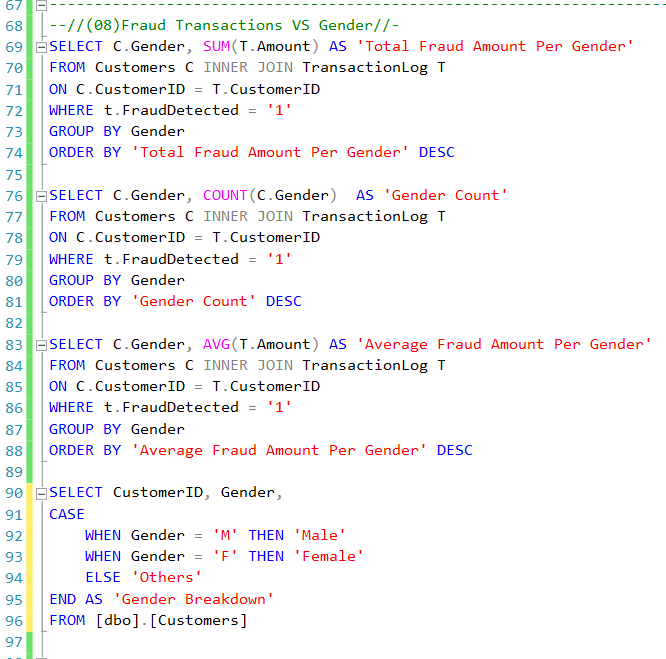 67 --------------------------------------------------------------------
68 --//(08)Fraud Transactions VS Gender//-
69 SELECT C.Gender, SUM(T.Amount) AS 'Total Fraud Amount Per Gender'
70 FROM Customers C INNER JOIN TransactionLog T
71 ON C.CustomerID = T.CustomerID
72 WHERE t.FraudDetected = '1'
73 GROUP BY Gender
74 ORDER BY 'Total Fraud Amount Per Gender' DESC
75
76 SELECT C.Gender, COUNT(C.Gender)  AS 'Gender Count'
77 FROM Customers C INNER JOIN TransactionLog T
78 ON C.CustomerID = T.CustomerID
79 WHERE t.FraudDetected = '1'
80 GROUP BY Gender
81 ORDER BY 'Gender Count' DESC
82
83 SELECT C.Gender, AVG(T.Amount) AS 'Average Fraud Amount Per Gender'
84 FROM Customers C INNER JOIN TransactionLog T
85 ON C.CustomerID = T.CustomerID
86 WHERE t.FraudDetected = '1'
87 GROUP BY Gender
88 ORDER BY 'Average Fraud Amount Per Gender' DESC
89
90 SELECT CustomerID, Gender,
91 CASE
92     WHEN Gender = 'M' THEN 'Male'
93     WHEN Gender = 'F' THEN 'Female'
94     ELSE 'Others'
95 END AS 'Gender Breakdown'
96 FROM [dbo].[Customers]
97